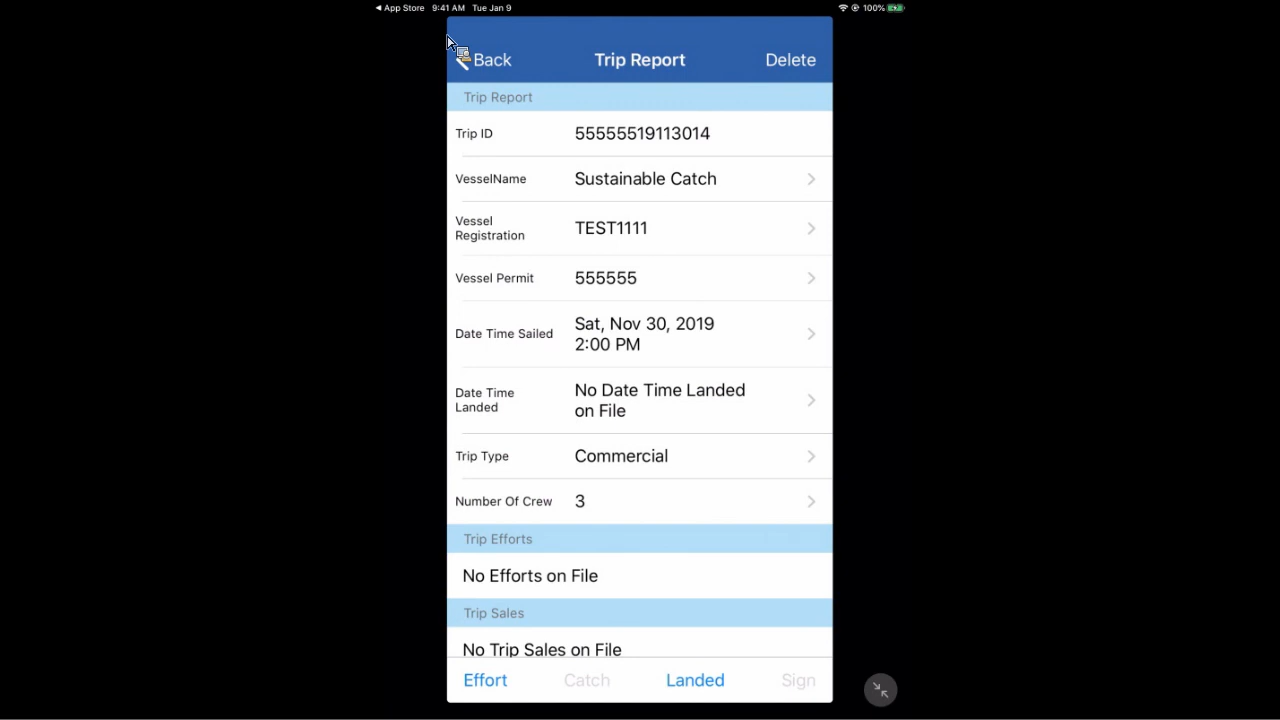 App Store 9:41 AM Tue Jan 9 100%
Back Trip Report Delete
Trip Report
Trip ID 55555519113014
VesselName Sustainable Catch
Vessel
Registration TEST1111
Vessel Permit 555555
Date Time Sailed Sat, Nov 30, 2019
2:00 PM
Date Time
Landed No Date Time Landed
on File
Trip Type Commercial
Number Of Crew 3
Trip Efforts
No Efforts on File
Trip Sales
No Trip Sales on File
Effort Catch Landed Sign